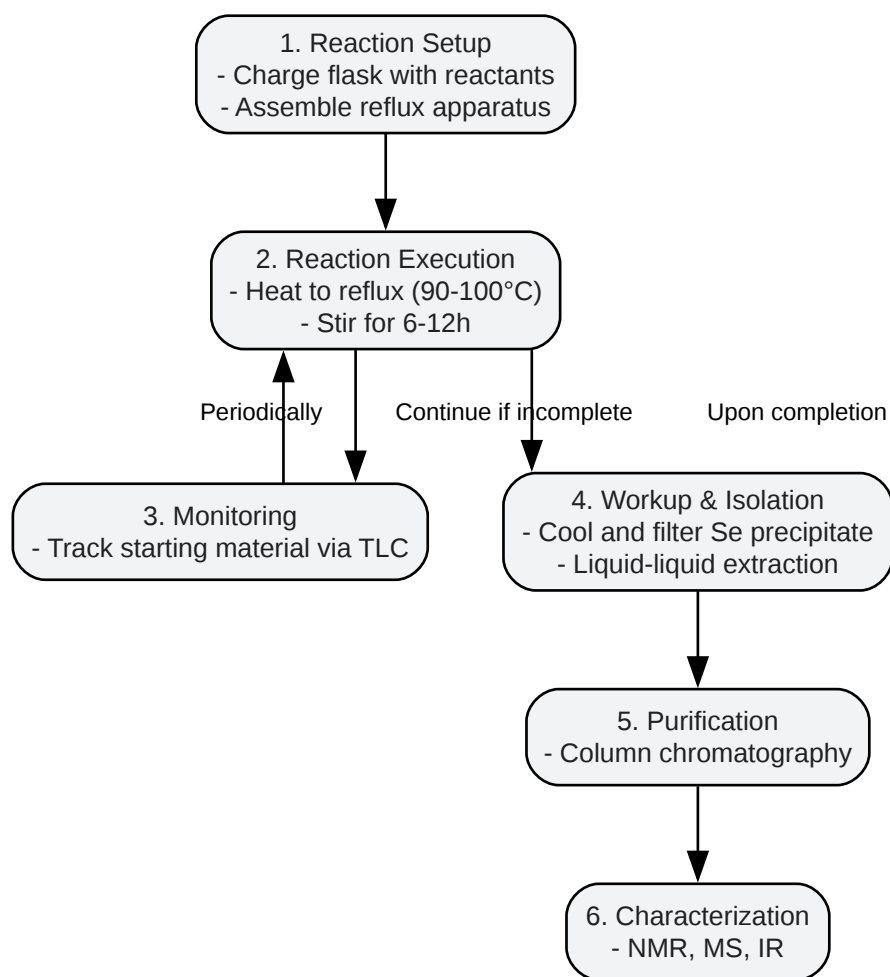 1. Reaction Setup
- Charge flask with reactants
- Assemble reflux apparatus
2. Reaction Execution
- Heat to reflux (90-100°C)
- Stir for 6-12h
Periodically
Continue if incomplete
Upon completion
3. Monitoring
- Track starting material via TLC
4. Workup & Isolation
- Cool and filter Se precipitate
- Liquid-liquid extraction
5. Purification
- Column chromatography
6. Characterization
- NMR, MS, IR